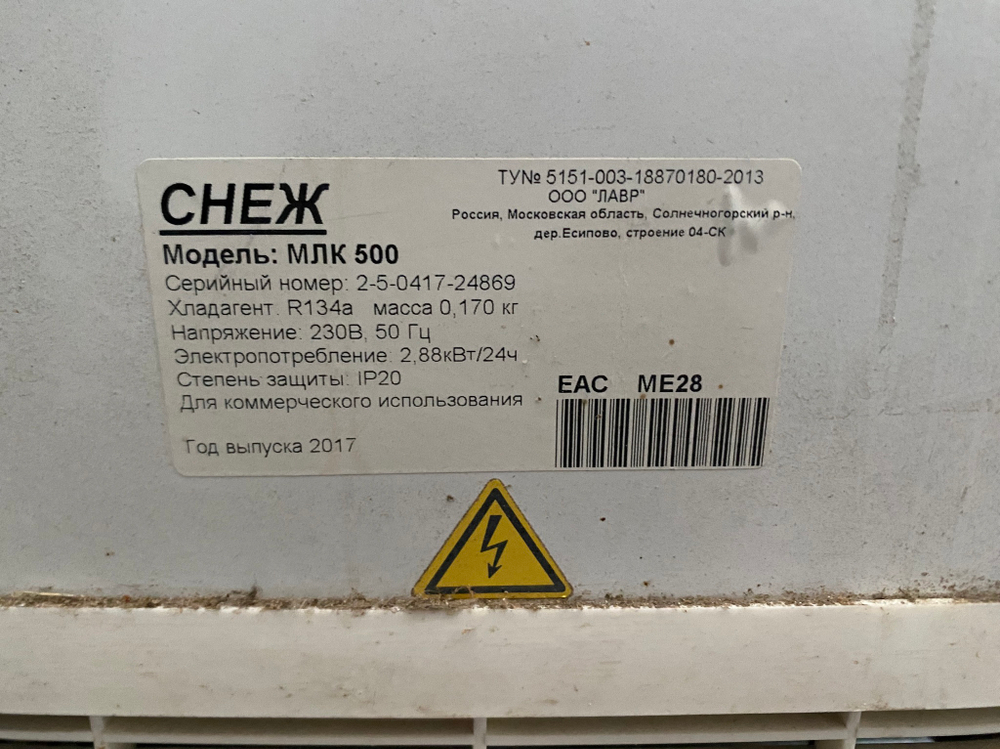 СНЕЖ
Модель: МЛК 500
Серийный номер: 2-5-0417-24869
Хладагент: R134a масса 0,170 кг
Напряжение: 230В, 50 Гц
Электропотребление: 2,88кВт/24ч
Степень защиты: IP20
Для коммерческого использования
Год выпуска 2017
ТУ№ 5151-003-18870180-2013
ООО "ЛАВР"
Россия, Московская область, Солнечногорский р-н,
дер.Есипово, строение 04-СК
EAC ME28